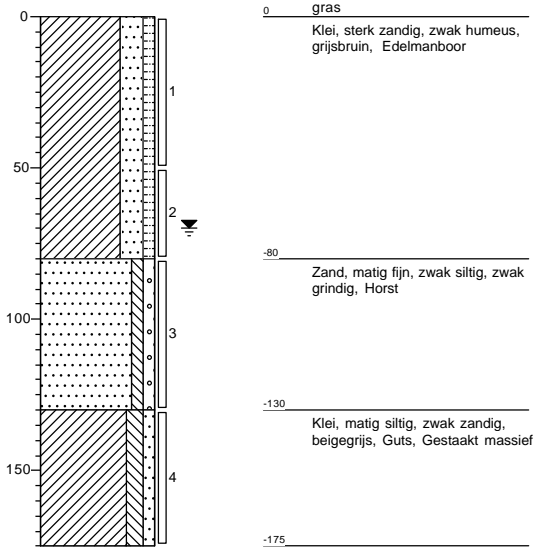 0
0
gras
Klei, sterk zandig, zwak humeus,
grijsbruin, Edelmanboor
1
50
2
-80
Zand, matig fijn, zwak siltig, zwak
grindig, Horst
100
3
-130
Klei, matig siltig, zwak zandig,
beigegrijs, Guts, Gestaakt massief
150
4
-175